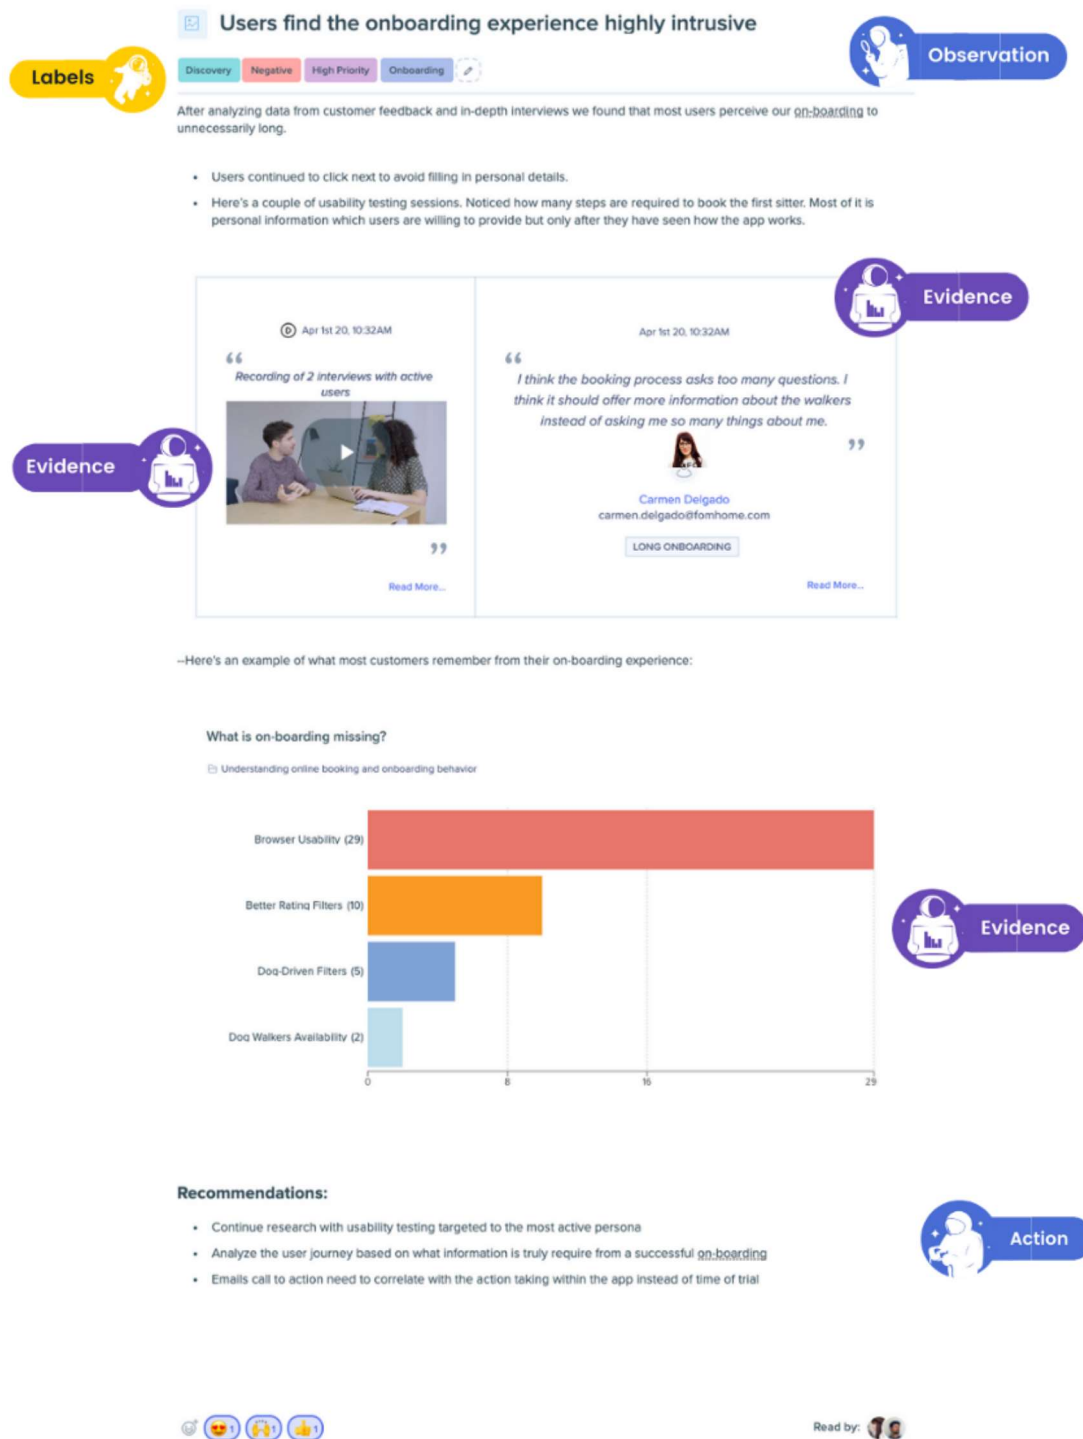 Users find the onboarding experience highly intrusive
Observation
Labels
Discovery Negative High Priority Onboarding
After analyzing data from customer feedback and in-depth interviews we found that most users perceive our on-boarding to
unnecessarily long.
• Users continued to click next to avoid filling in personal details.
• Here's a couple of usability testing sessions. Noticed how many steps are required to book the first sitter. Most of it is
personal information which users are willing to provide but only after they have seen how the app works.
Evidence
Apr 1st 20, 10:32AM
“
Recording of 2 interviews with active
users
”
Read More...
Evidence
Apr 1st 20, 10:32AM
“
I think the booking process asks too many questions. I
think it should offer more information about the walkers
instead of asking me so many things about me.
”
Carmen Delgado
carmen.delgado@fomhome.com
LONG ONBOARDING
Read More...
--Here's an example of what most customers remember from their on-boarding experience:
What is on-boarding missing?
Understanding online booking and onboarding behavior
Browser Usability (29)
Better Rating Filters (10)
Dog-Driven Filters (5)
Dog Walkers Availability (2)
0 8 16 29
Evidence
Recommendations:
• Continue research with usability testing targeted to the most active persona
• Analyze the user journey based on what information is truly require from a successful on-boarding
• Emails call to action need to correlate with the action taking within the app instead of time of trial
Action
1 1 1
Read by: